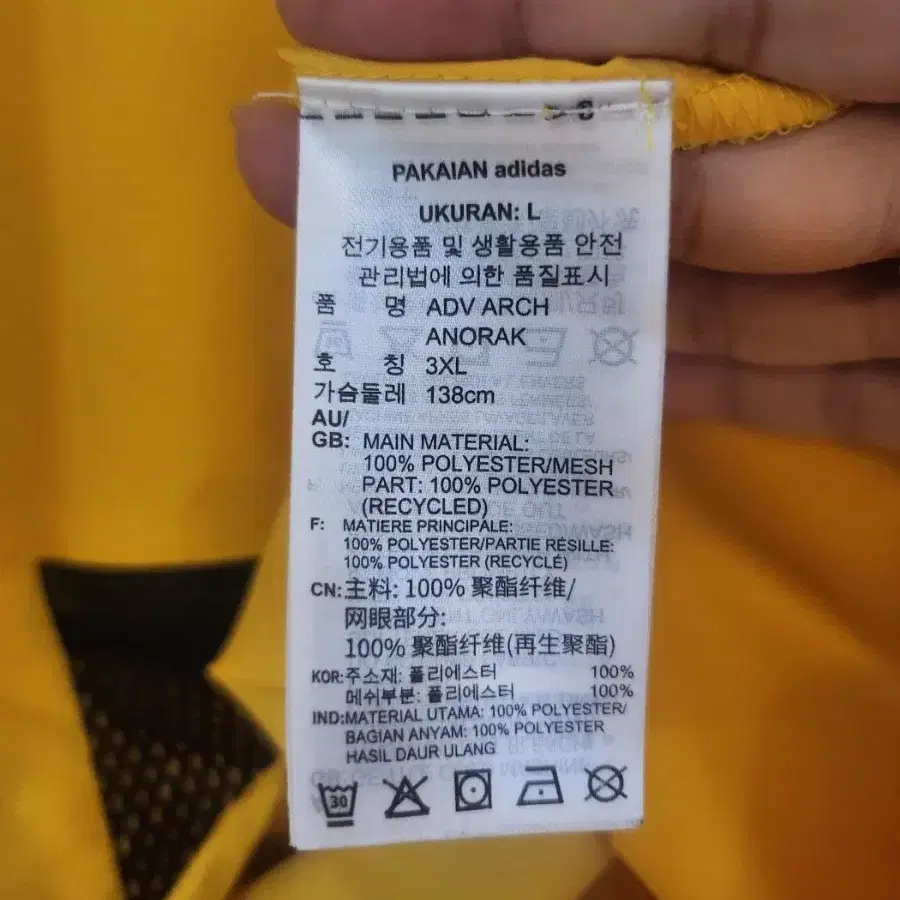 PAKAIAN adidas
UKURAN: L
전기용품 및 생활용품 안전
관리법에 의한 품질표시
품 명 ADV ARCH
ANORAK
호 칭 3XL
가슴둘레 138cm
AU/
GB: MAIN MATERIAL:
100% POLYESTER/MESH
PART: 100% POLYESTER
(RECYCLED)
F: MATIERE PRINCIPALE:
100% POLYESTER/PARTIE RÉSILLE:
100% POLYESTER (RECYCLÉ)
CN: 主料: 100% 聚酯纤维/
网眼部分:
100% 聚酯纤维(再生聚酯)
KOR: 주소재: 폴리에스터 100%
메쉬부분: 폴리에스터 100%
IND: MATERIAL UTAMA: 100% POLYESTER/
BAGIAN ANYAM: 100% POLYESTER
HASIL DAUR ULANG
30